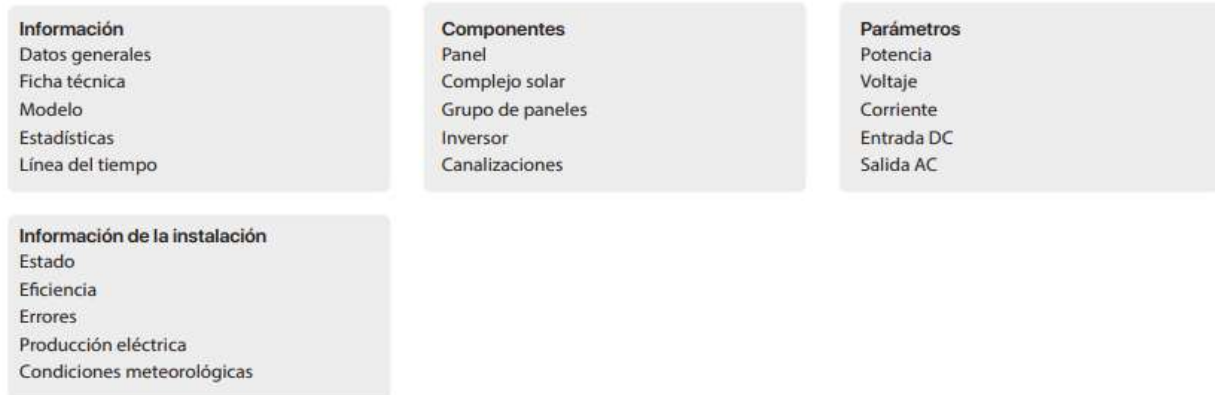 Información
Datos generales
Ficha técnica
Modelo
Estadísticas
Línea del tiempo
Componentes
Panel
Complejo solar
Grupo de paneles
Inversor
Canalizaciones
Parámetros
Potencia
Voltaje
Corriente
Entrada DC
Salida AC
Información de la instalación
Estado
Eficiencia
Errores
Producción eléctrica
Condiciones meteorológicas